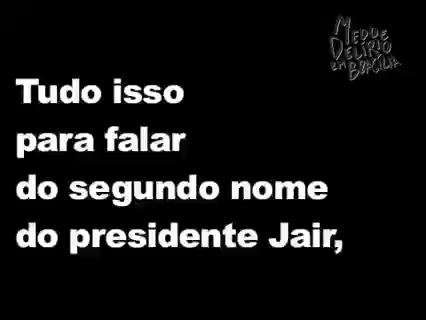 MEDO E
DELÍRIO
EM BRASÍLIA
Tudo isso
para falar
do segundo nome
do presidente Jair,